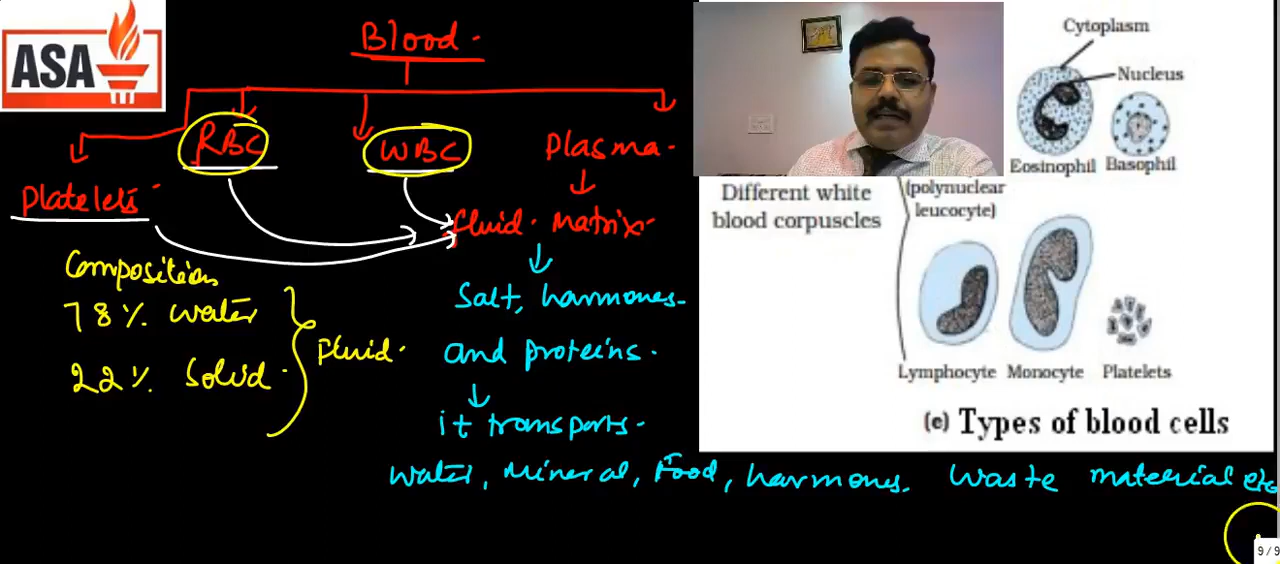 ASA
Blood.
RBC
WBC
Plasma.
Platelets
Fluid. Matrix.
Composition
78% water
22% Solid.
Fluid.
Salt, harmones
and proteins.
it transports.
Water, Mineral, Food, harmones. Waste material etc
Cytoplasm
Nucleus
Eosinophil Basophil
(polynuclear
leucocyte)
Different white
blood corpuscles
Lymphocyte Monocyte Platelets
(e) Types of blood cells
9/9